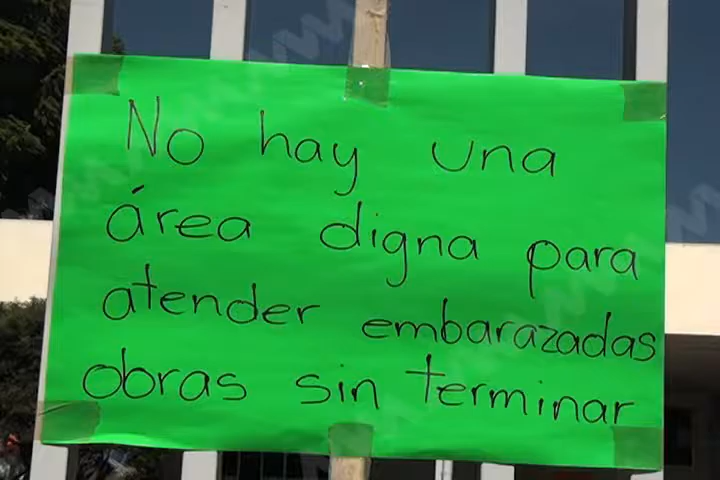 No hay una
área digna para
atender embarazadas
obras sin terminar